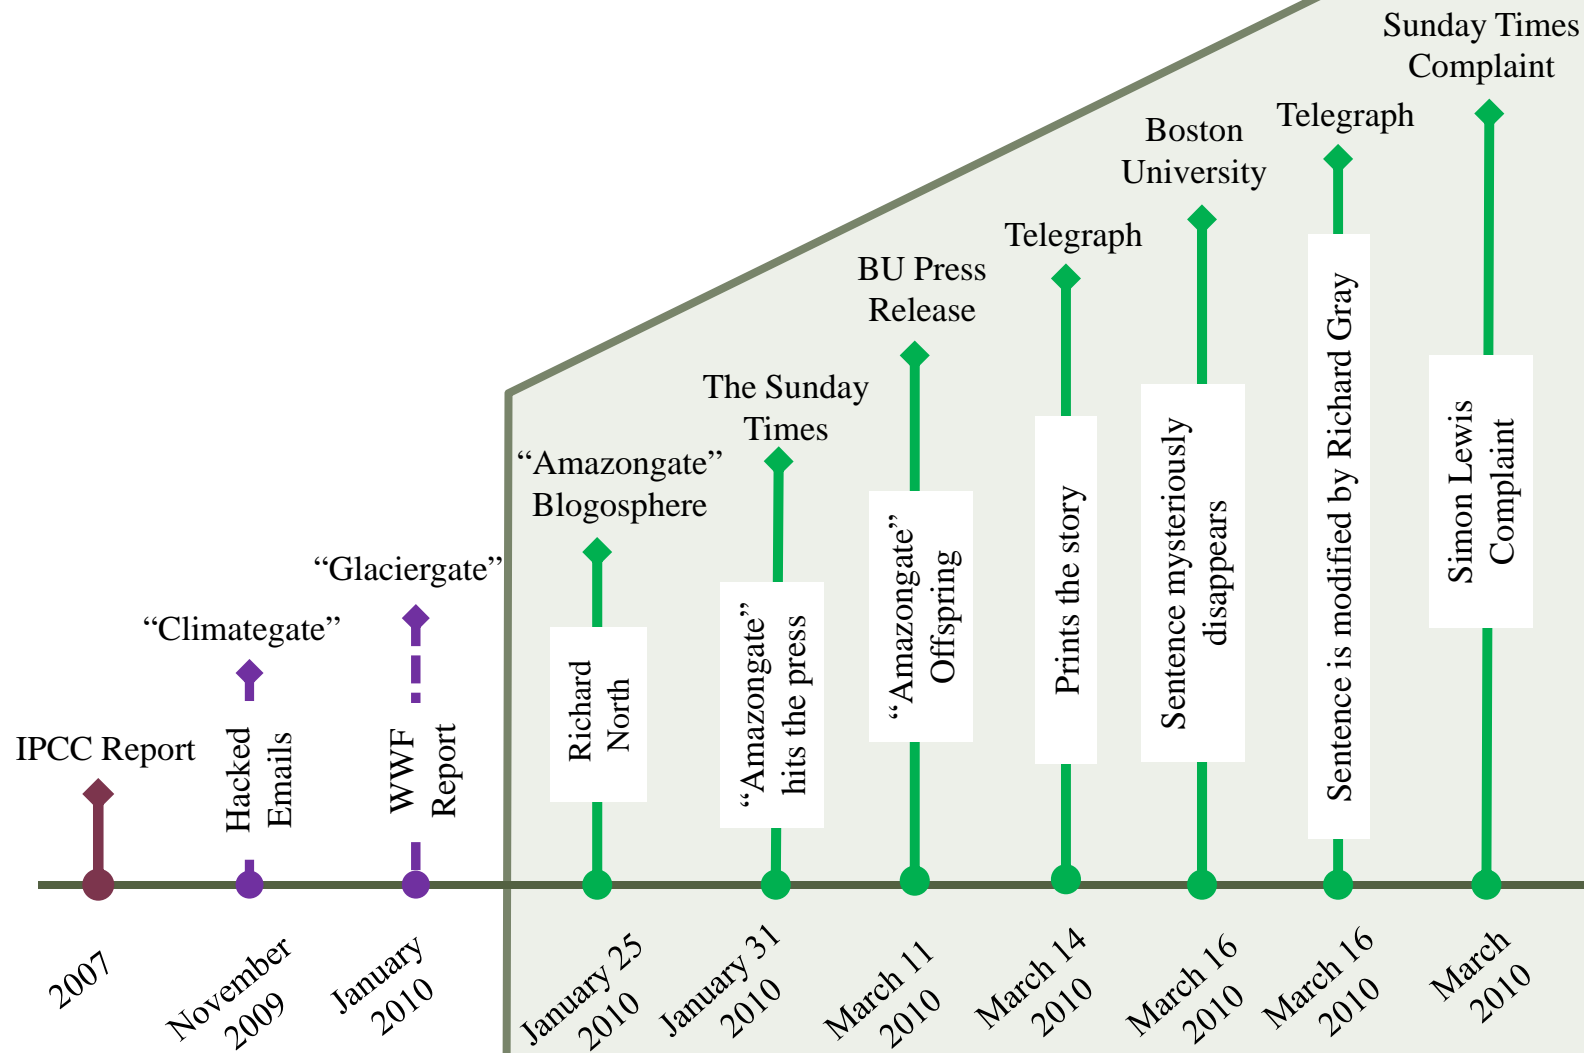 IPCC Report
2007
“Climategate”
Hacked
Emails
November
2009
“Glaciergate”
WWF
Report
January
2010
“Amazongate”
Blogosphere
Richard
North
January 25
2010
The Sunday
Times
“Amazongate”
hits the press
January 31
2010
BU Press
Release
“Amazongate”
Offspring
March 11
2010
Telegraph
Prints the story
March 14
2010
Boston
University
Sentence mysteriously
disappears
March 16
2010
Telegraph
Sentence is modified by Richard Gray
March 16
2010
Sunday Times
Complaint
Simon Lewis
Complaint
March
2010